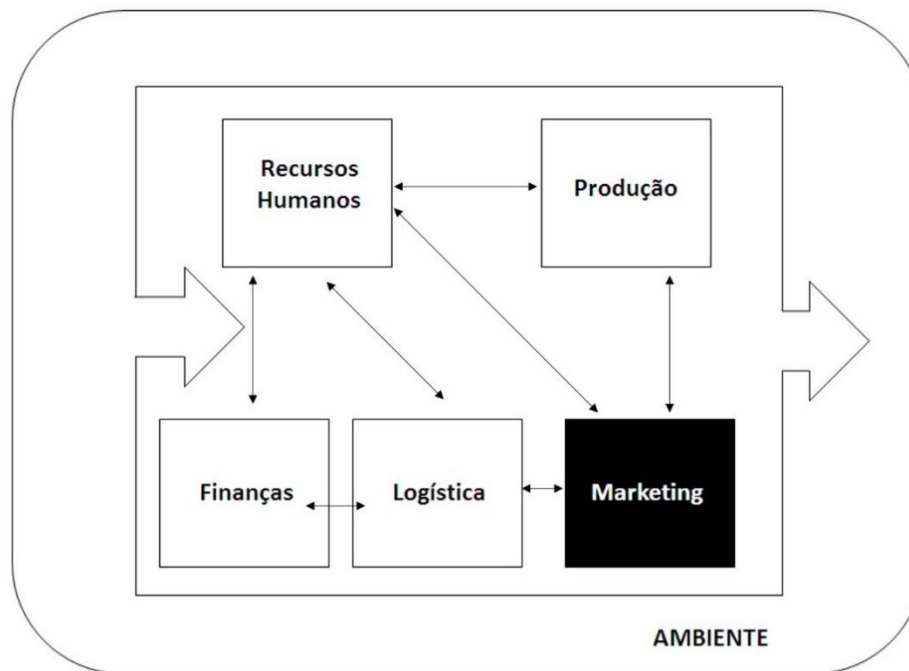 Recursos
Humanos
Produção
Finanças
Logística
Marketing
AMBIENTE